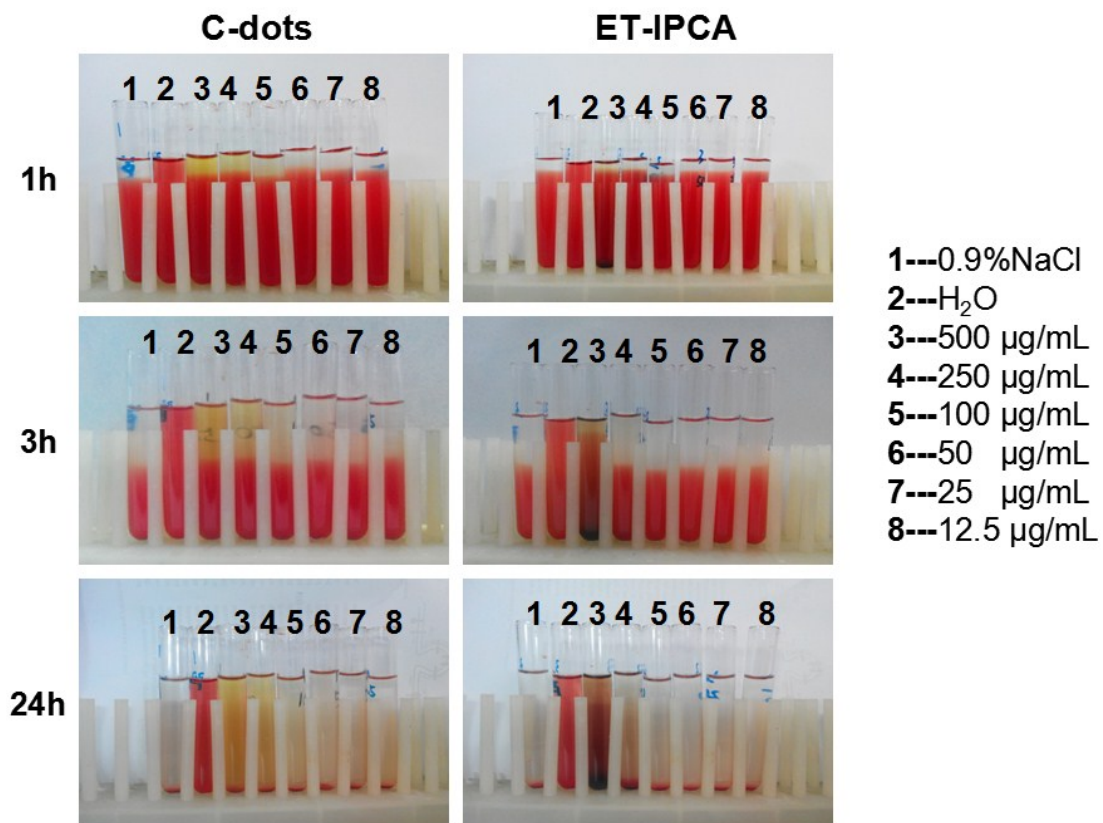 C-dots ET-IPCA
1 2 3 4 5 6 7 8 1 2 3 4 5 6 7 8
1h
1 2 3 4 5 6 7 8 1 2 3 4 5 6 7 8
3h
1 2 3 4 5 6 7 8 1 2 3 4 5 6 7 8
24h
1---0.9%NaCl
2---H₂O
3---500 µg/mL
4---250 µg/mL
5---100 µg/mL
6---50 µg/mL
7---25 µg/mL
8---12.5 µg/mL